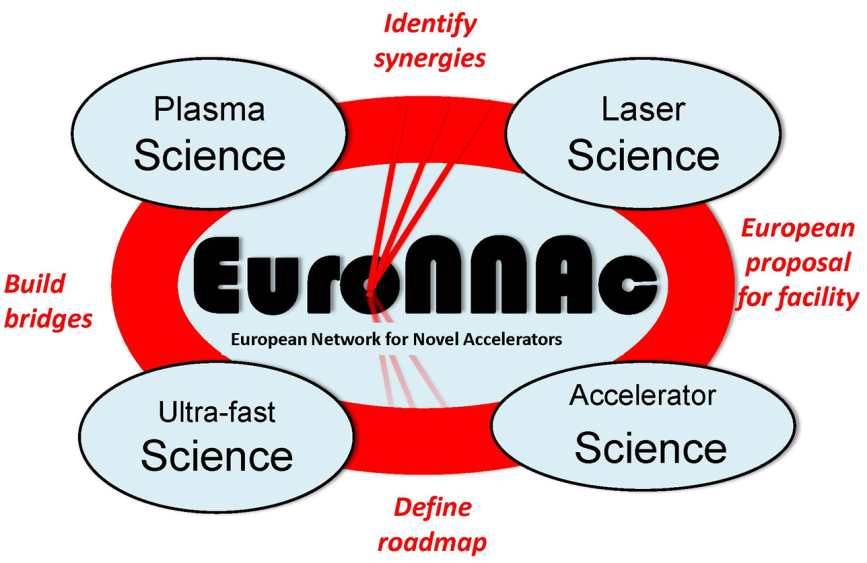 Identify
synergies
Plasma
Science
Laser
Science
European
proposal
for facility
Build
bridges
EuroNNAc
European Network for Novel Accelerators
Ultra-fast
Science
Accelerator
Science
Define
roadmap